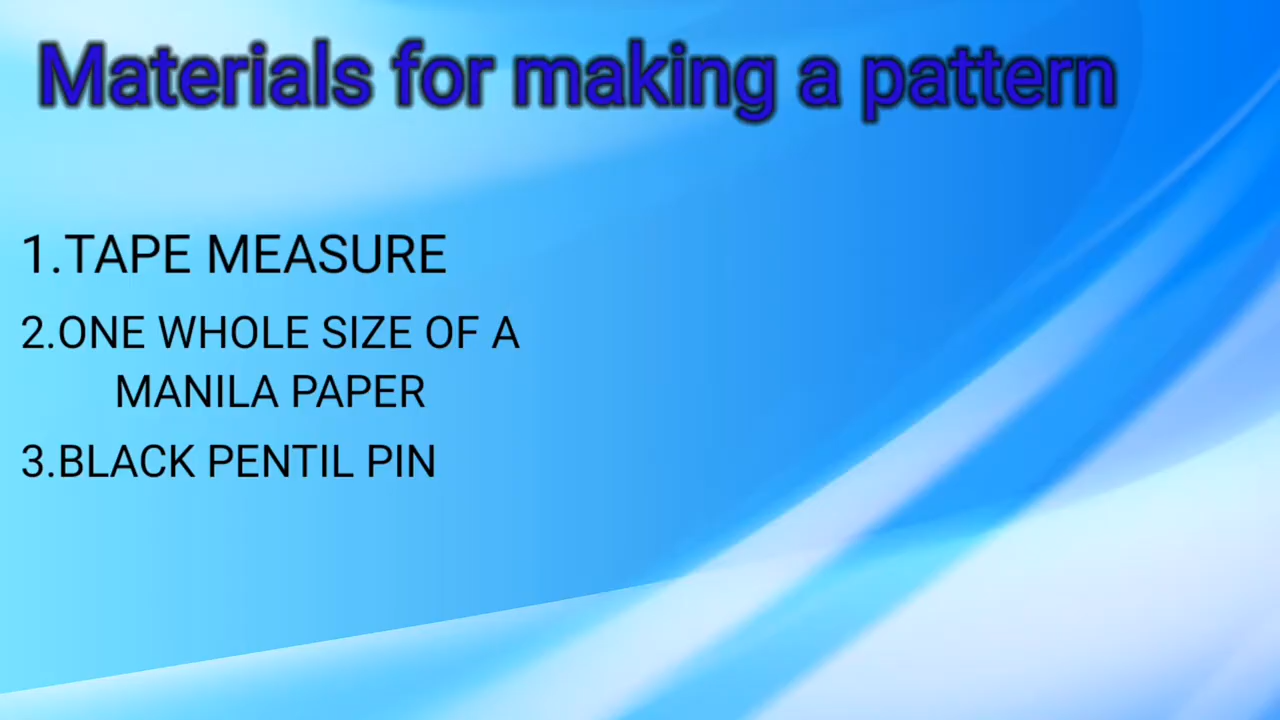 Materials for making a pattern
1.TAPE MEASURE
2.ONE WHOLE SIZE OF A
MANILA PAPER
3.BLACK PENTIL PIN